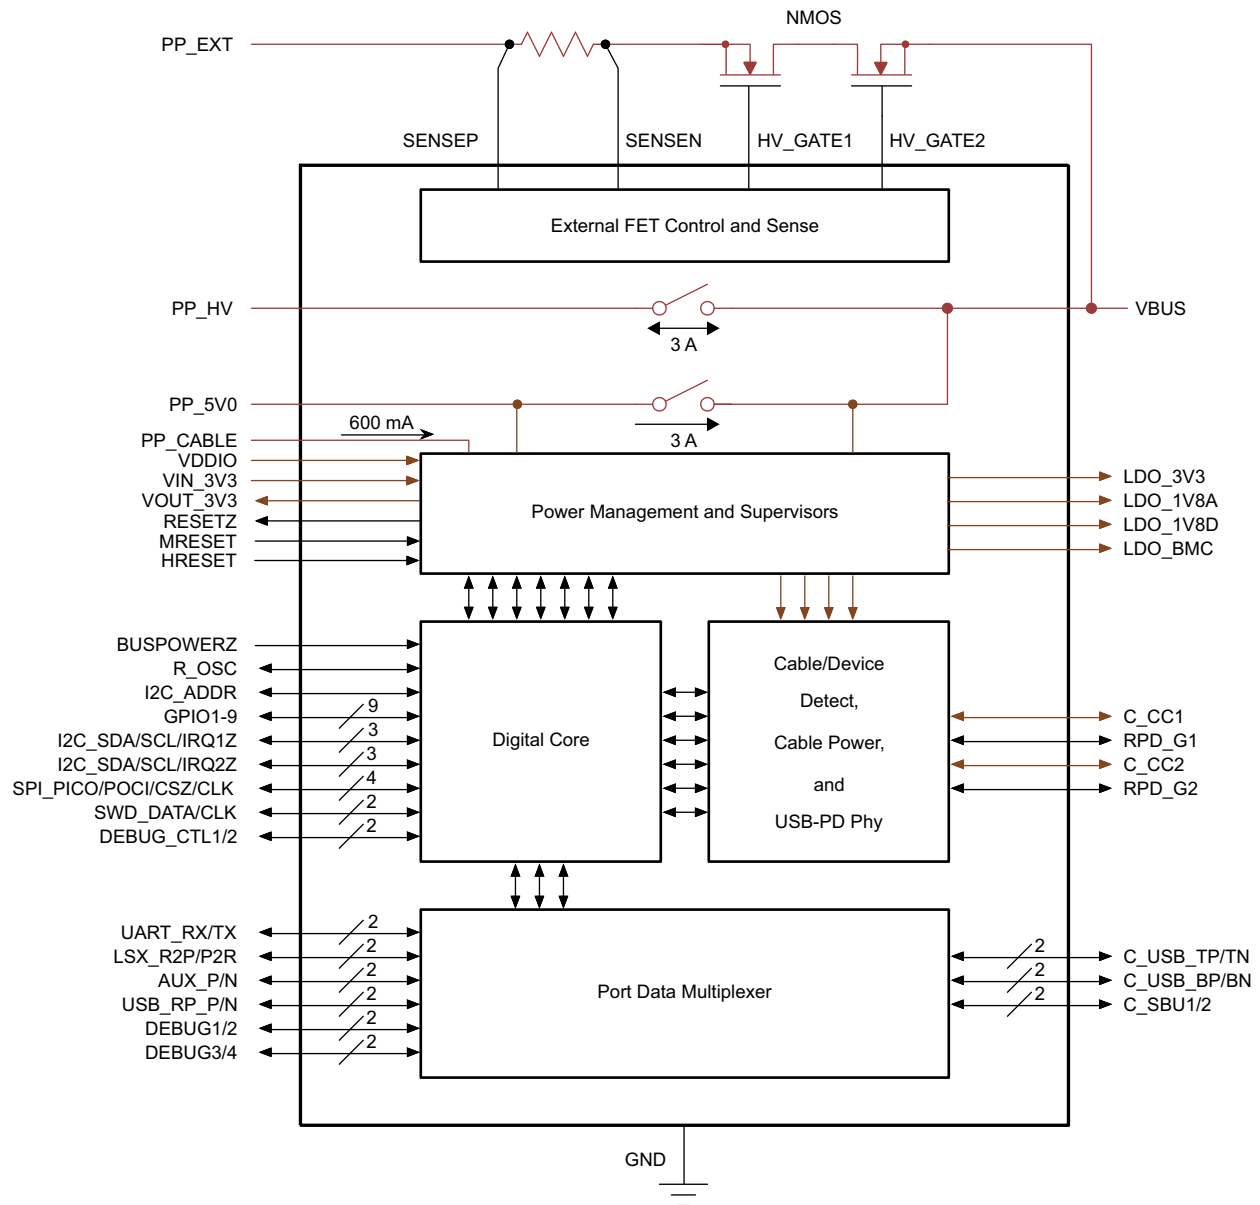 NMOS
PP_EXT
SENSEP
SENSEN
HV_GATE1
HV_GATE2
External FET Control and Sense
PP_HV
3 A
VBUS
PP_5V0
3 A
600 mA
PP_CABLE
VDDIO
VIN_3V3
VOUT_3V3
RESETZ
MRESET
HRESET
Power Management and Supervisors
LDO_3V3
LDO_1V8A
LDO_1V8D
LDO_BMC
BUSPOWERZ
R_OSC
I2C_ADDR
GPIO1-9
9
I2C_SDA/SCL/IRQ1Z
3
I2C_SDA/SCL/IRQ2Z
3
SPI_PICO/POCI/CSZ/CLK
4
SWD_DATA/CLK
2
DEBUG_CTL1/2
2
Digital Core
Cable/Device
Detect,
Cable Power,
and
USB-PD Phy
C_CC1
RPD_G1
C_CC2
RPD_G2
UART_RX/TX
2
LSX_R2P/P2R
2
AUX_P/N
2
USB_RP_P/N
2
DEBUG1/2
2
DEBUG3/4
2
Port Data Multiplexer
2
C_USB_TP/TN
2
C_USB_BP/BN
2
C_SBU1/2
GND